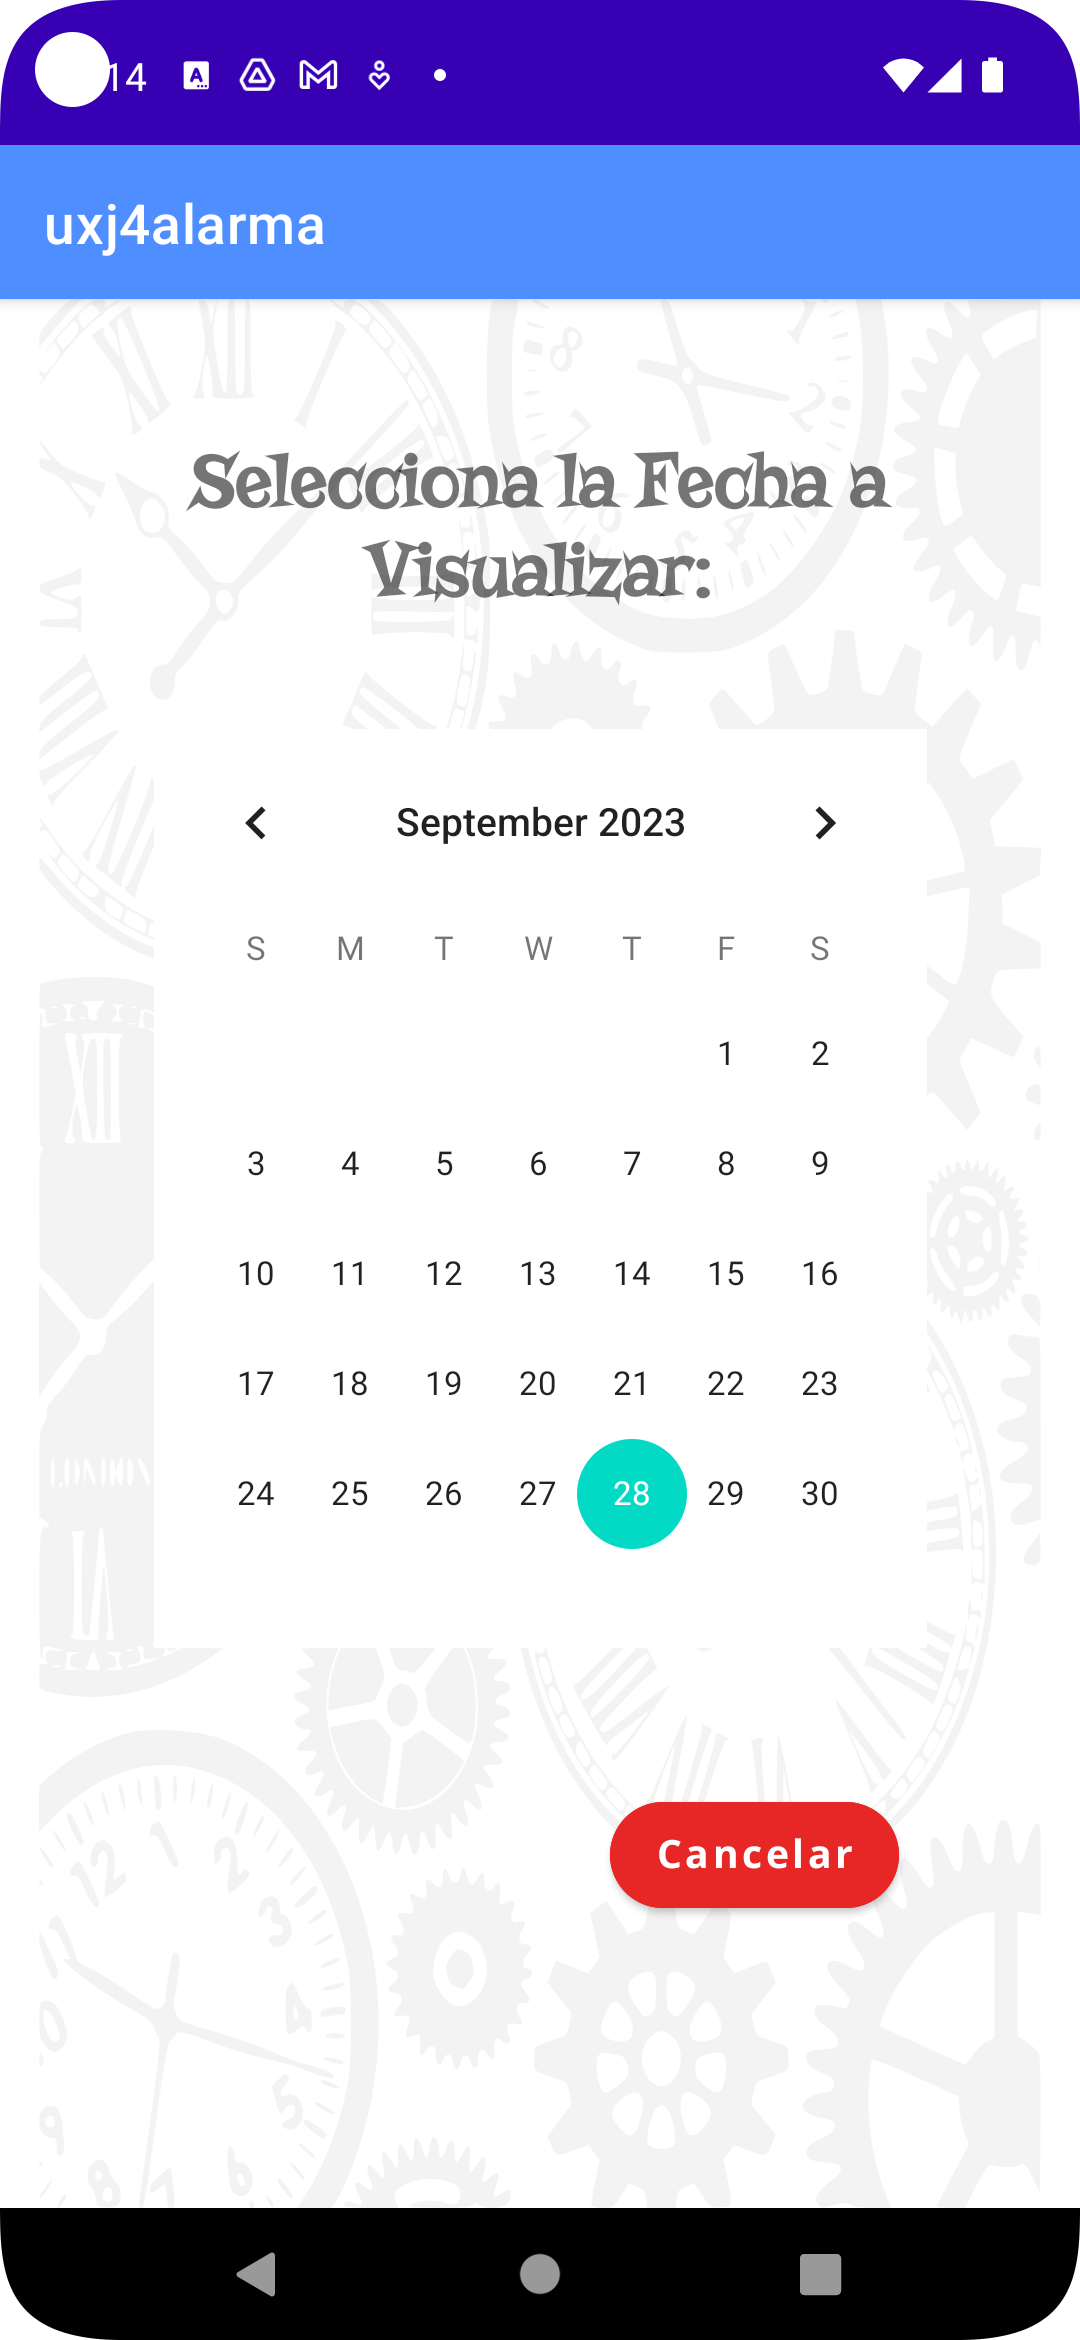 14
uxj4alarma
Selecciona la Fecha a
Visualizar:
September 2023
S M T W T F S
1 2
3 4 5 6 7 8 9
10 11 12 13 14 15 16
17 18 19 20 21 22 23
24 25 26 27 28 29 30
Cancelar